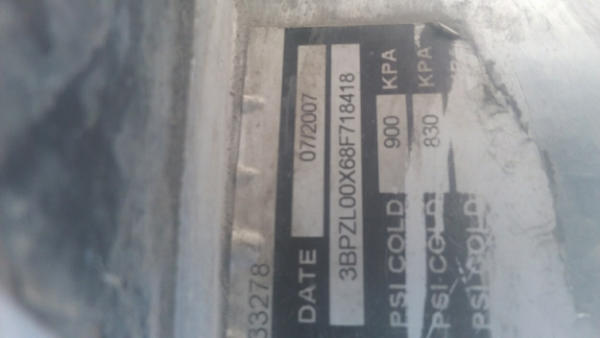 33278
DATE 07/2007
3BPZL00X68F718418
PSI COLD 900 KPA
PSI COLD 830 KPA
PSI COLD